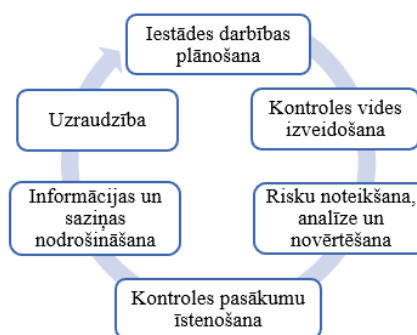 Iestādes darbības
plānošana
Kontroles vides
izveidošana
Risku noteikšana,
analīze un
novērtēšana
Kontroles pasākumu
īstenošana
Informācijas un
saziņas
nodrošināšana
Uzraudzība